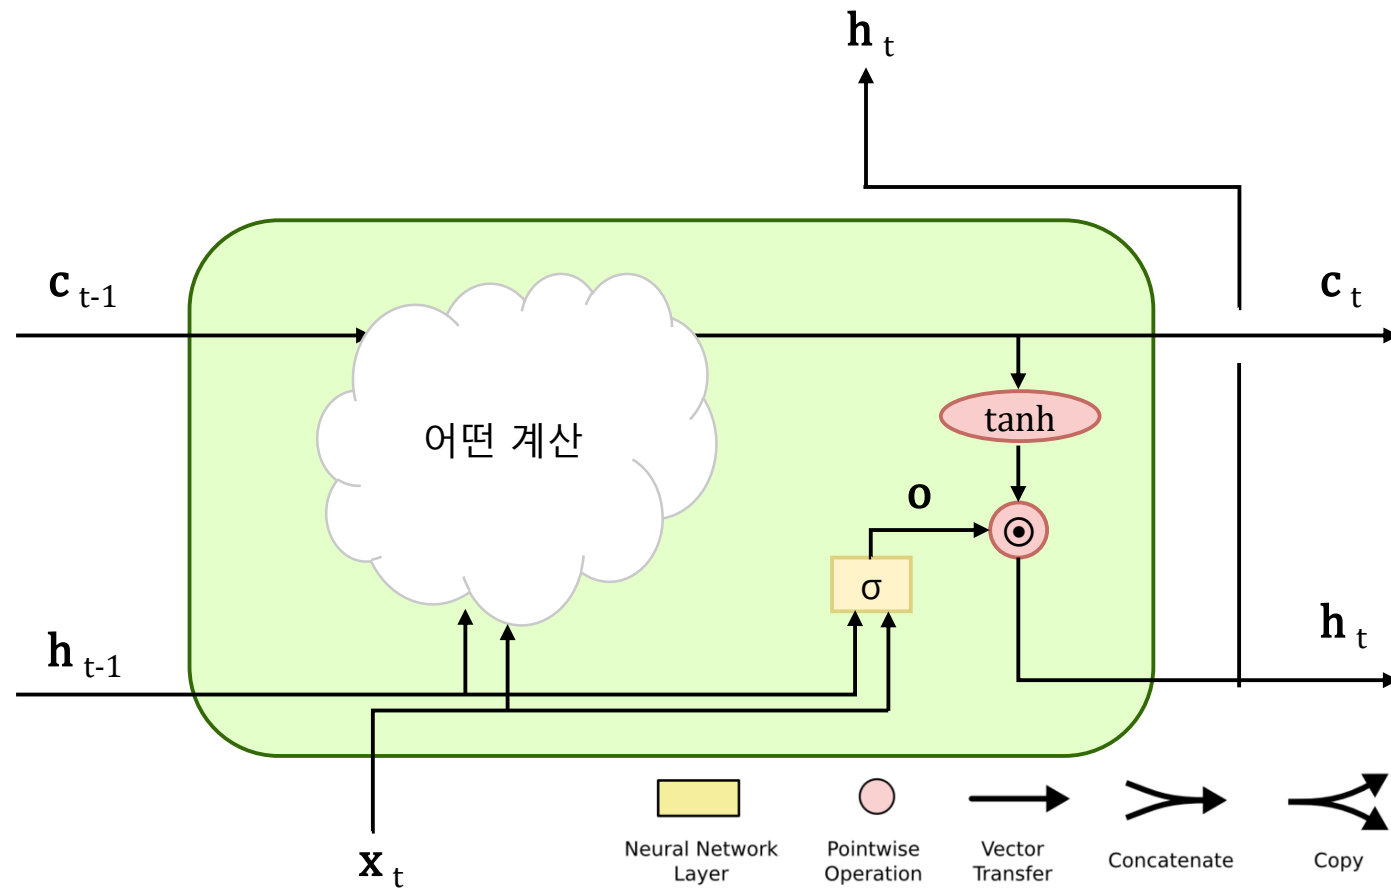 h t
c t-1
c t
어떤 계산
tanh
o
σ
h t-1
h t
x t
Neural Network
Layer
Pointwise
Operation
Vector
Transfer
Concatenate
Copy